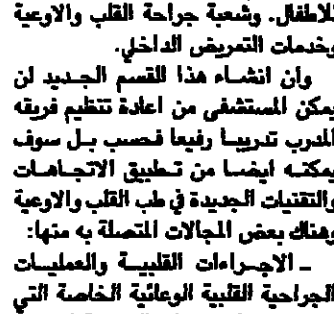 للاطفال. وشعبة جراحة القلب والاوعية
وخدمات التمريض الداخلي.
وأن انشاء هذا القسم الجديد لن
يمكن المستشفى من اعادة تنظيم فريقه
المدرب تدريبا رفيعا فحسب بل سوف
يمكنه ايضا من تطبيق الاتجاهات
والتقنيات الجديدة في طب القلب والاوعية
وهناك بعض المجالات المتصلة به منها:
ـ الاجراءات القلبية والعمليات
الجراحية القلبية الوعائية الخاصة التي